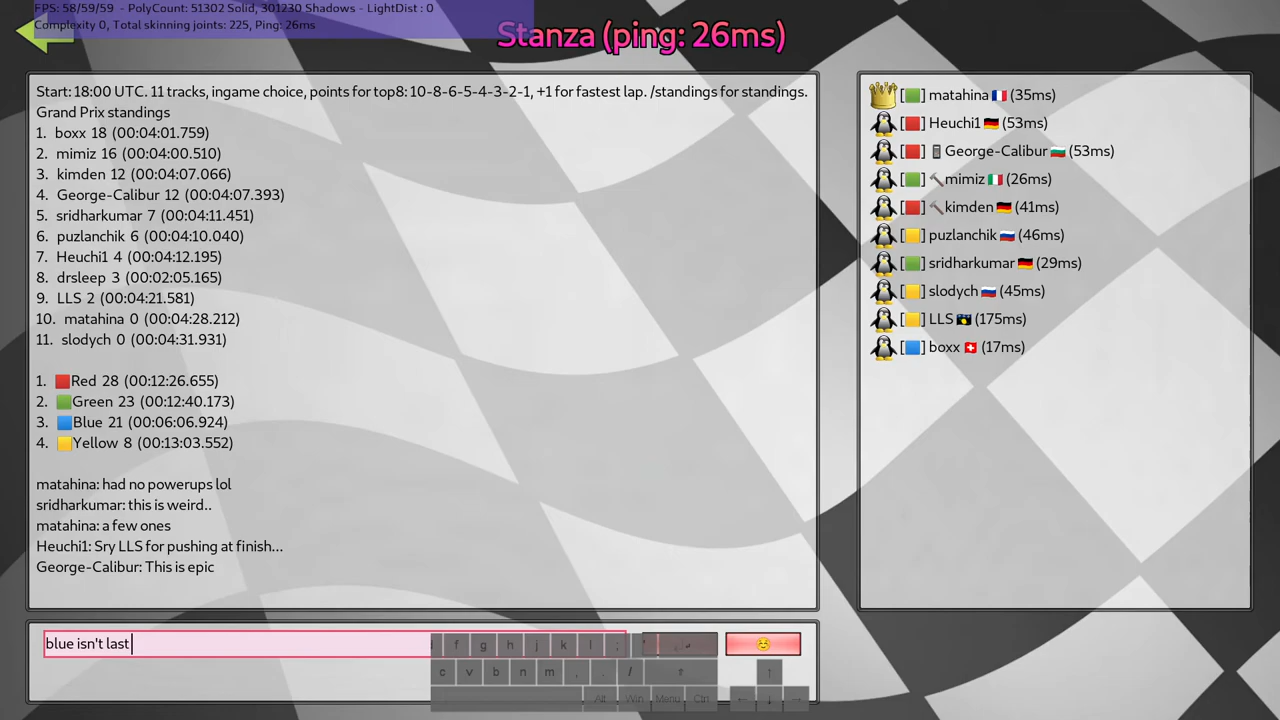 FPS: 58/59/59 - PolyCount: 51302 Solid, 301230 Shadows - LightDist : 0
Complexity 0, Total skinning joints: 225, Ping: 26ms
Stanza (ping: 26ms)
Start: 18:00 UTC. 11 tracks, ingame choice, points for top8: 10-8-6-5-4-3-2-1, +1 for fastest lap. /standings for standings.
Grand Prix standings
1. boxx 18 (00:04:01.759)
2. mimiz 16 (00:04:00.510)
3. kimden 12 (00:04:07.066)
4. George-Calibur 12 (00:04:07.393)
5. sridharkumar 7 (00:04:11.451)
6. puzlanchik 6 (00:04:10.040)
7. Heuchi1 4 (00:04:12.195)
8. drsleep 3 (00:02:05.165)
9. LLS 2 (00:04:21.581)
10. matahina 0 (00:04:28.212)
11. slodych 0 (00:04:31.931)
1. 🟥Red 28 (00:12:26.655)
2. 🟩Green 23 (00:12:40.173)
3. 🟦Blue 21 (00:06:06.924)
4. 🟨Yellow 8 (00:13:03.552)
matahina: had no powerups lol
sridharkumar: this is weird..
matahina: a few ones
Heuchi1: Sry LLS for pushing at finish...
George-Calibur: This is epic
[🟩] matahina 🇫🇷 (35ms)
[🟥] Heuchi1 🇩🇪 (53ms)
[🟥] George-Calibur 🇧🇬 (53ms)
[🟩] 🔨mimiz 🇮🇹 (26ms)
[🟥] 🔨kimden 🇩🇪 (41ms)
[🟨] puzlanchik 🇷🇺 (46ms)
[🟩] sridharkumar 🇩🇪 (29ms)
[🟨] slodych 🇷🇺 (45ms)
[🟨] LLS (175ms)
[🟦] boxx 🇨🇭 (17ms)
blue isn't last
f g h j k l ; '
c v b n m , . /
Alt Win Menu Ctrl